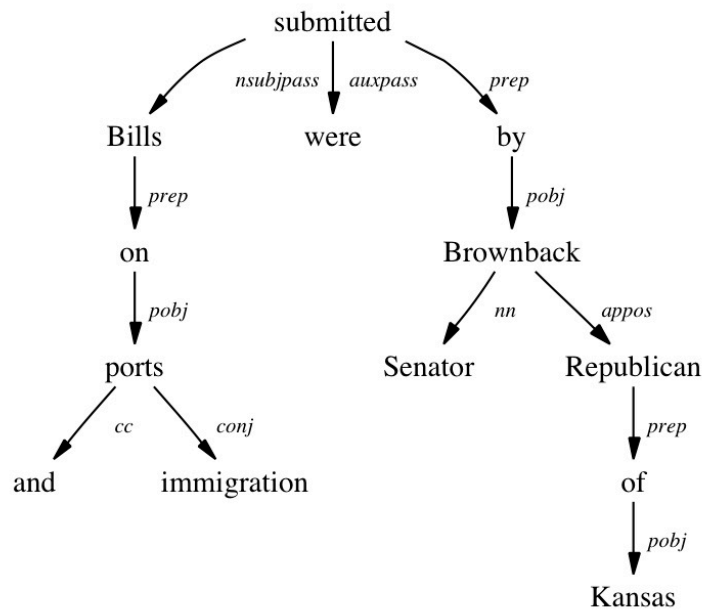 submitted
nsubjpass auxpass prep
Bills were by
prep pobj
on Brownback
pobj nn appos
ports Senator Republican
cc conj prep
and immigration of
pobj
Kansas